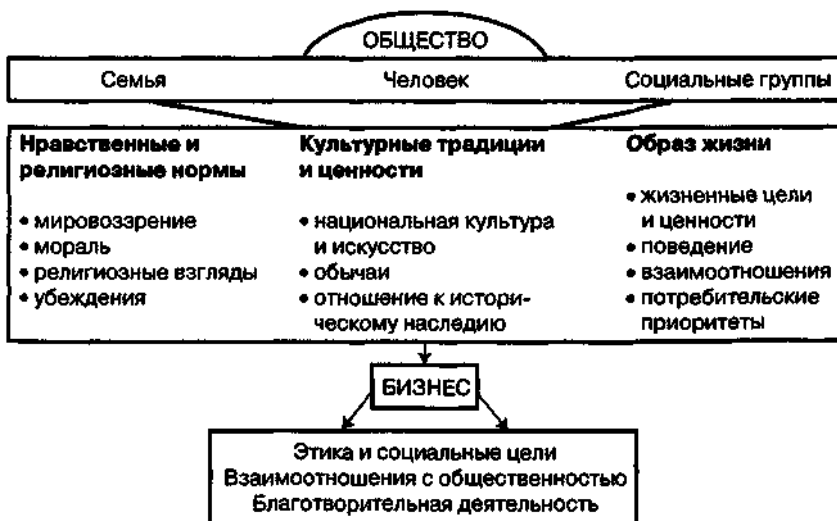 ОБЩЕСТВО
Семья Человек Социальные группы
Нравственные и
религиозные нормы
• мировоззрение
• мораль
• религиозные взгляды
• убеждения
Культурные традиции
и ценности
• национальная культура
и искусство
• обычаи
• отношение к истори-
ческому наследию
Образ жизни
• жизненные цели
и ценности
• поведение
• взаимоотношения
• потребительские
приоритеты
БИЗНЕС
Этика и социальные цели
Взаимоотношения с общественностью
Благотворительная деятельность